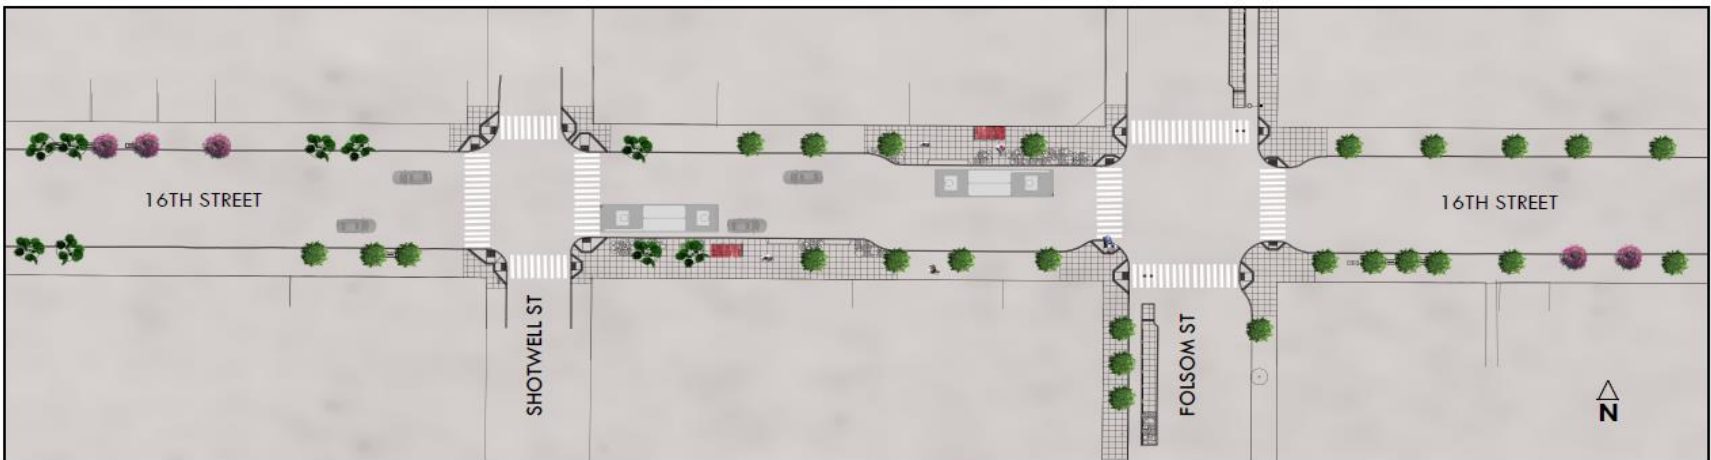 16TH STREET
16TH STREET
SHOTWELL ST
FOLSOM ST
N